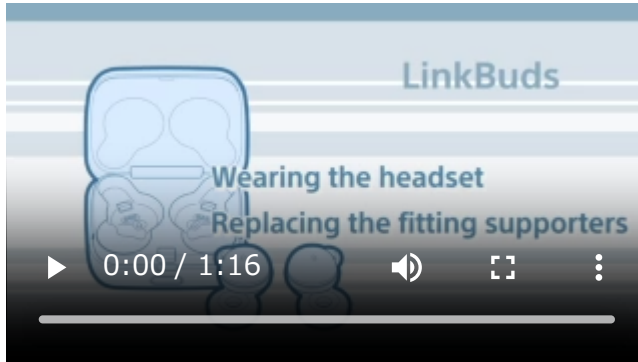 LinkBuds
Wearing the headset
Replacing the fitting supporters
0:00 / 1:16